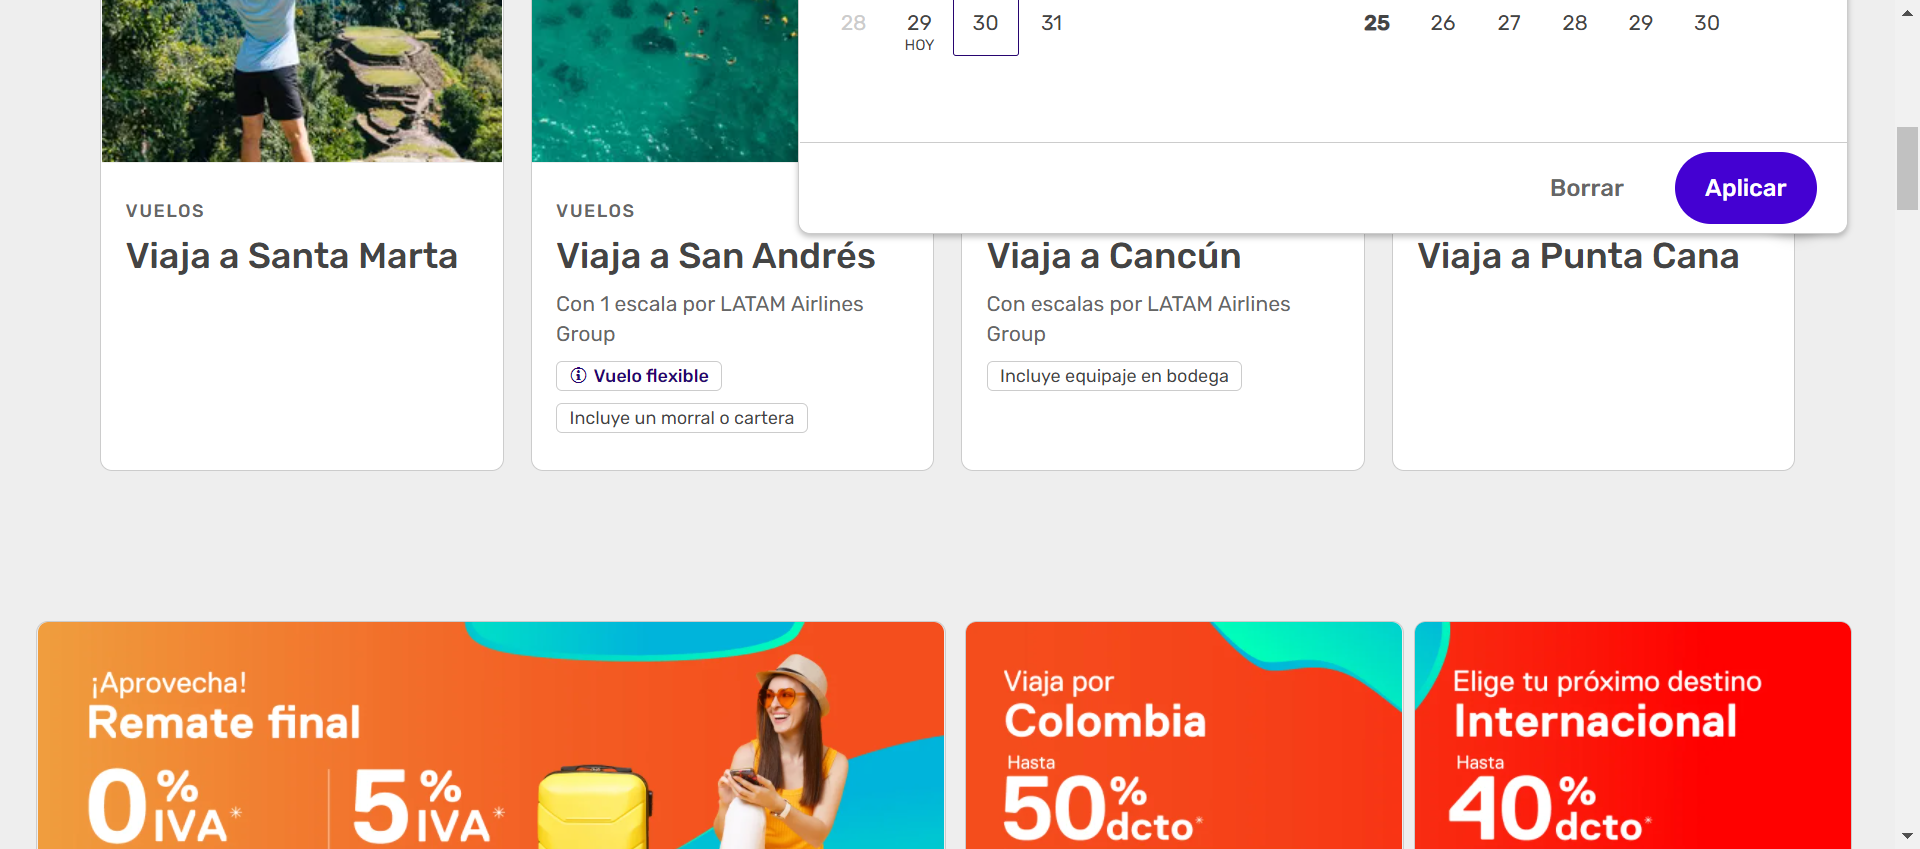 28 29 30 31
HOY
25 26 27 28 29 30
Borrar
Aplicar
VUELOS
Viaja a Santa Marta
VUELOS
Viaja a San Andrés
Con 1 escala por LATAM Airlines
Group
Vuelo flexible
Incluye un morral o cartera
Viaja a Cancún
Con escalas por LATAM Airlines
Group
Incluye equipaje en bodega
Viaja a Punta Cana
¡Aprovecha!
Remate final
0% IVA*
5% IVA*
Viaja por
Colombia
Hasta
50% dcto*
Elige tu próximo destino
Internacional
Hasta
40% dcto*